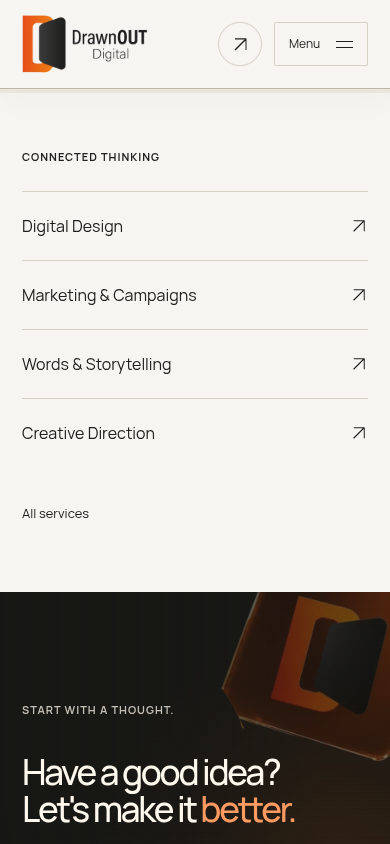 DrawnOUT
Digital
Menu
CONNECTED THINKING
Digital Design
Marketing & Campaigns
Words & Storytelling
Creative Direction
All services
START WITH A THOUGHT.
Have a good idea?
Let's make it better.